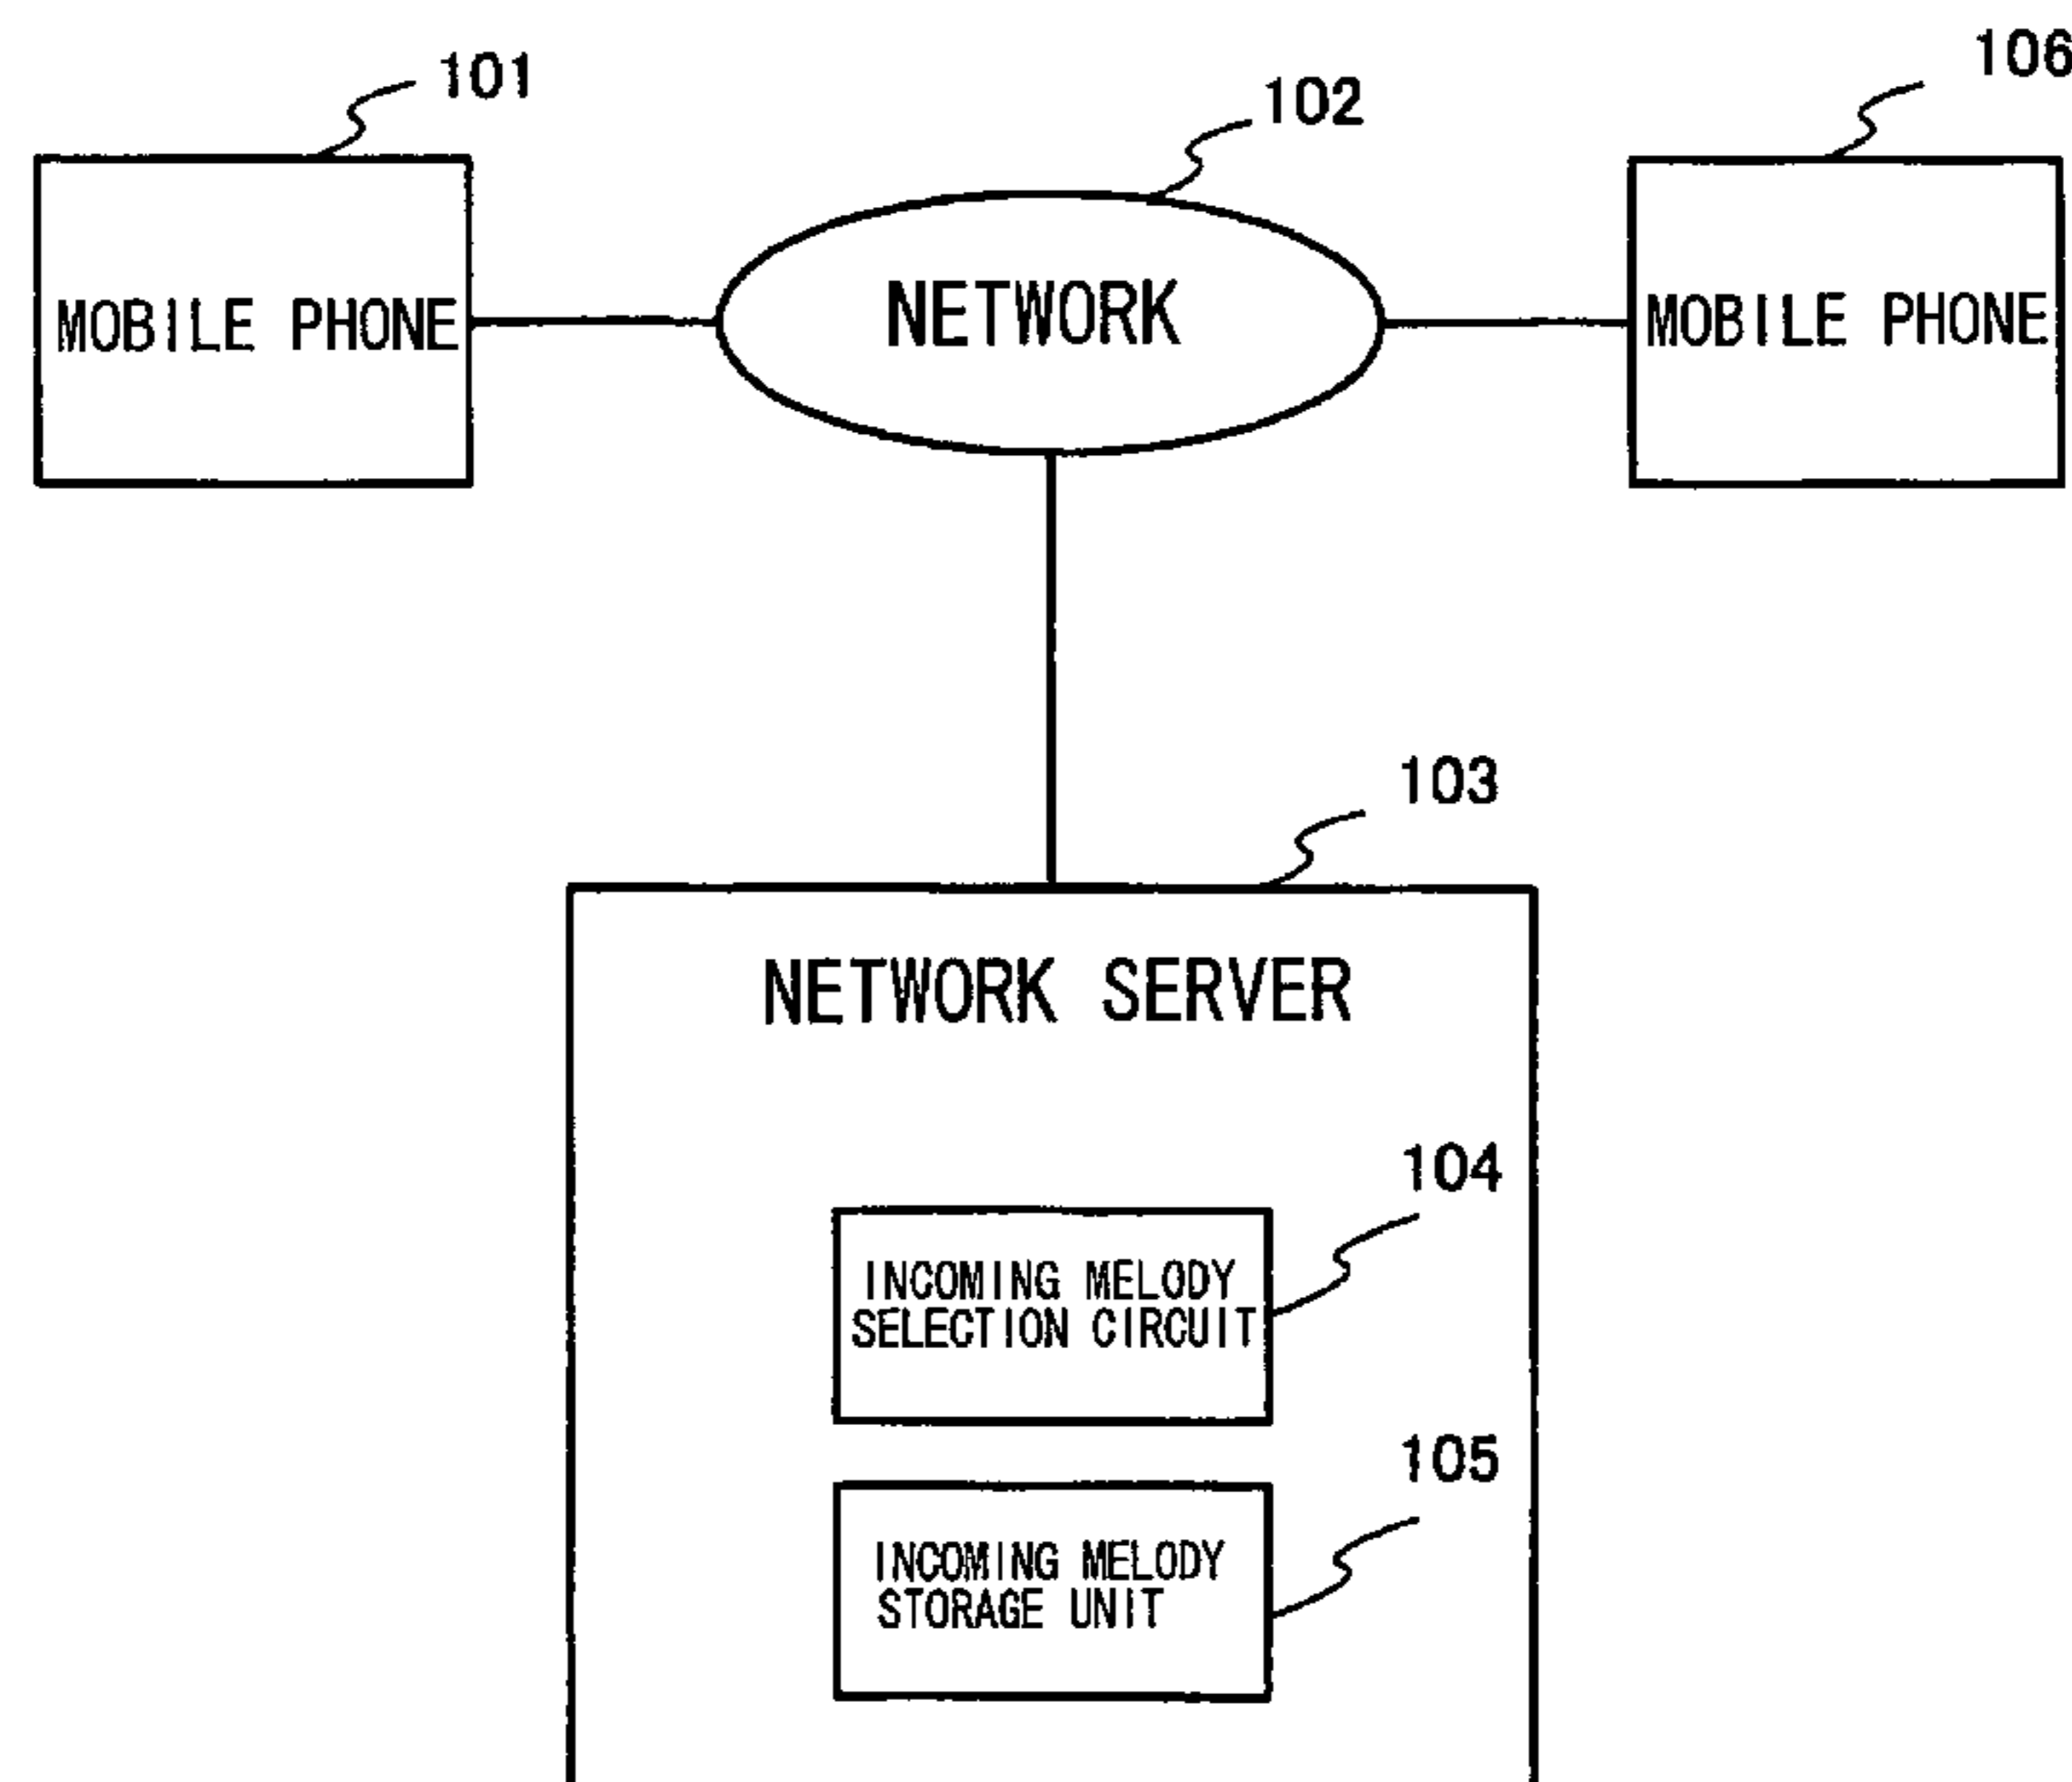 101
102
106
MOBILE PHONE
NETWORK
MOBILE PHONE
103
NETWORK SERVER
104
INCOMING MELODY
SELECTION CIRCUIT
105
INCOMING MELODY
STORAGE UNIT